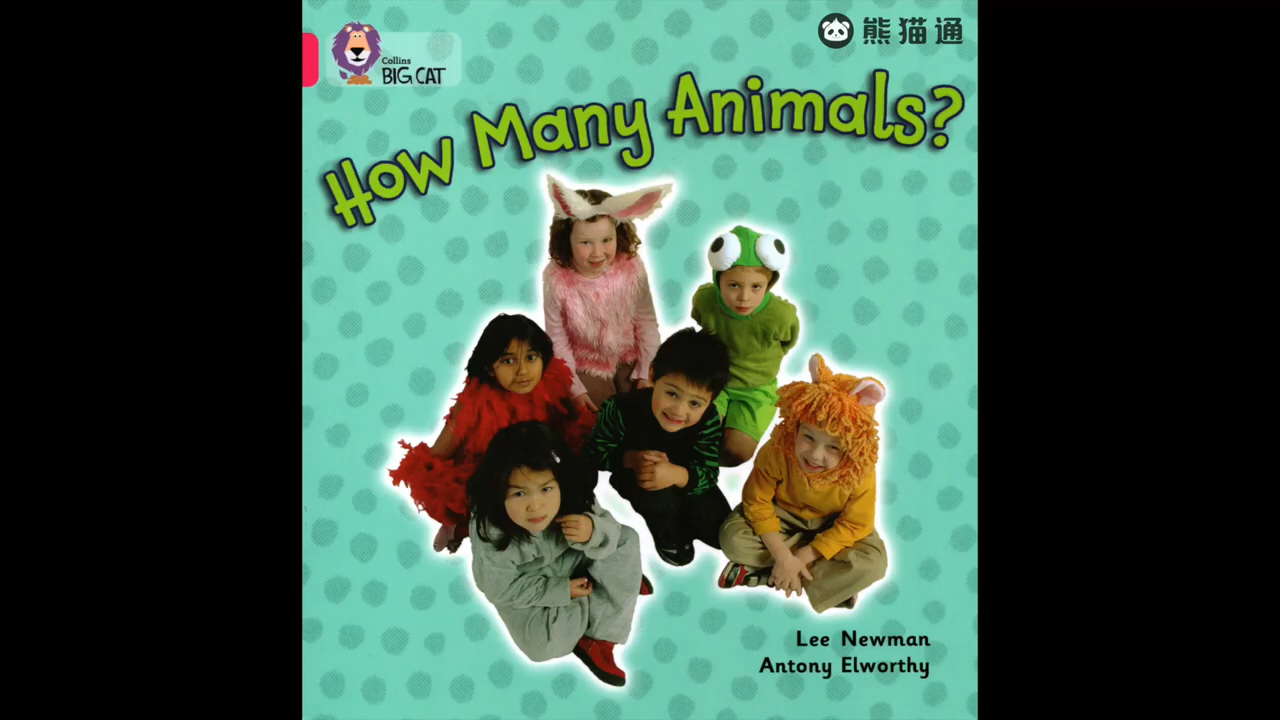 熊猫通
Collins
BIG CAT
How Many Animals?
Lee Newman
Antony Elworthy